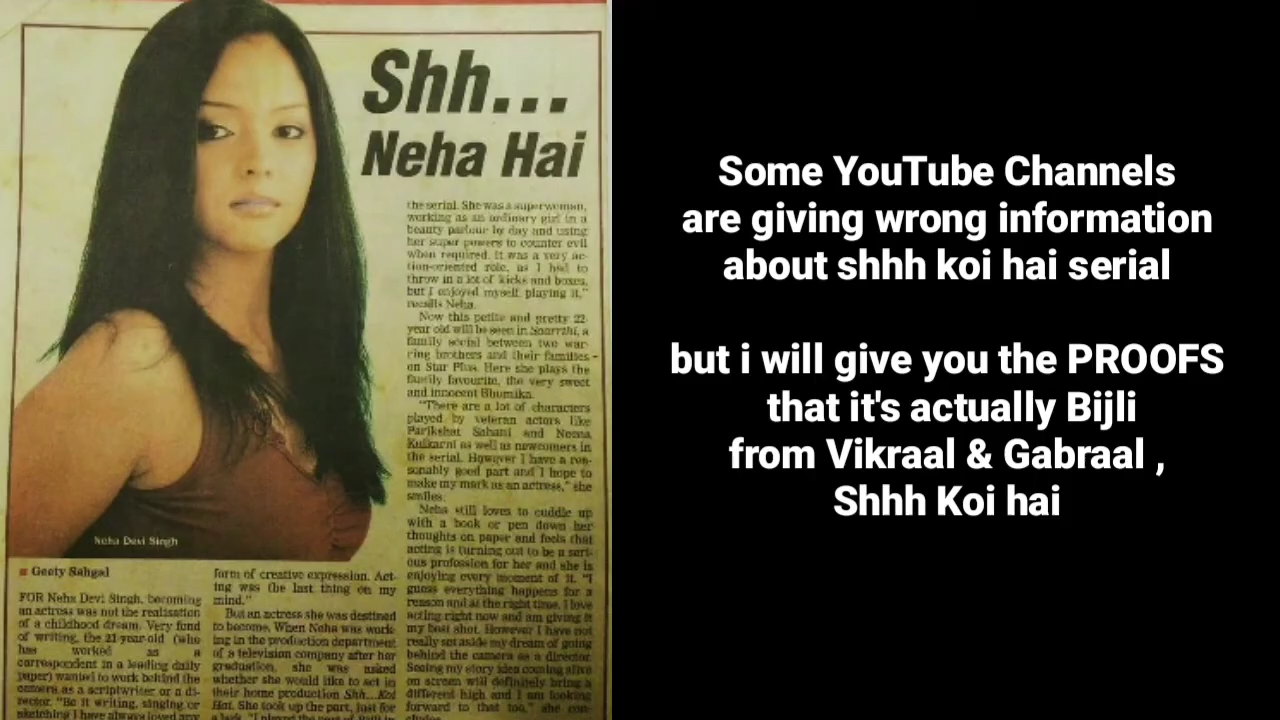 Shh...
Neha Hai
the serial. She was a superwoman,
working as an ordinary girl in a
beauty parlour by day and using
her super powers to counter evil
when required. It was a very ac-
tion-oriented role, as I had to
throw in a lot of kicks and boxes,
but I enjoyed myself playing it,"
recalls Neha.
Now this petite and pretty 22-
year old will be seen in Saarrthi, a
family social between two war-
ring brothers and their families -
on Star Plus. Here she plays the
family favourite, the very sweet
and innocent Bhumika.
"There are a lot of characters
played by veteran actors like
Parikshat Sahani and Neena
Kulkarni as well as newcomers in
the serial. However I have a rea-
sonably good part and I hope to
make my mark as an actress," she
smiles.
Neha still loves to cuddle up
with a book or pen down her
thoughts on paper and feels that
acting is turning out to be a seri-
ous profession for her and she is
enjoying every moment of it. "I
guess everything happens for a
reason and at the right time. I love
acting right now and am giving it
my best shot. However I have not
really set aside my dream of going
behind the camera as a director.
Seeing my story idea coming alive
on screen will definitely bring a
different high and I am looking
forward to that too," she con-
cludes.
Neha Devi Singh
Geety Sahgal
FOR Neha Devi Singh, becoming
an actress was not the realisation
of a childhood dream. Very fond
of writing, the 21-year-old (who
has worked as a
correspondent in a leading daily
paper) wanted to work behind the
camera as a scriptwriter or a di-
rector. "Be it writing, singing or
sketching I have always loved any
form of creative expression. Act-
ing was the last thing on my
mind."
But an actress she was destined
to become. When Neha was work-
ing in the production department
of a television company after her
graduation, she was asked
whether she would like to act in
their home production Shh...Koi
Hai. She took up the part, just for
Some YouTube Channels
are giving wrong information
about shhh koi hai serial
but i will give you the PROOFS
that it's actually Bijli
from Vikraal & Gabraal ,
Shhh Koi hai